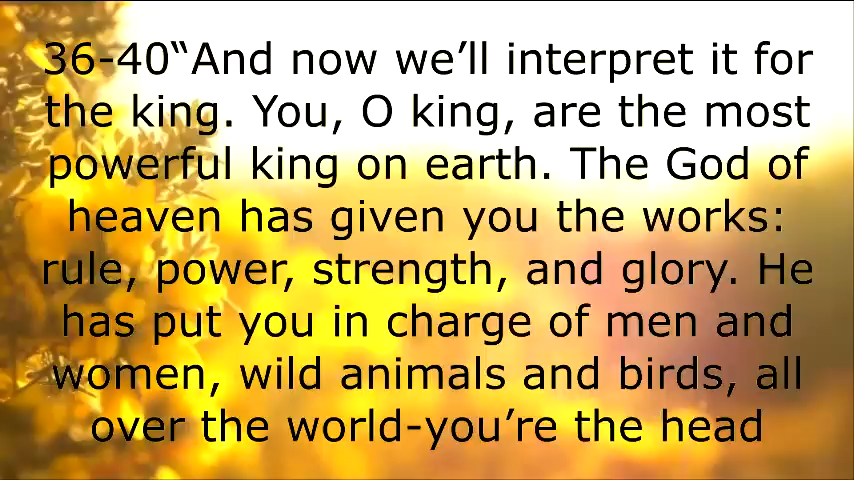 36-40“And now we’ll interpret it for
the king. You, O king, are the most
powerful king on earth. The God of
heaven has given you the works:
rule, power, strength, and glory. He
has put you in charge of men and
women, wild animals and birds, all
over the world-you’re the head